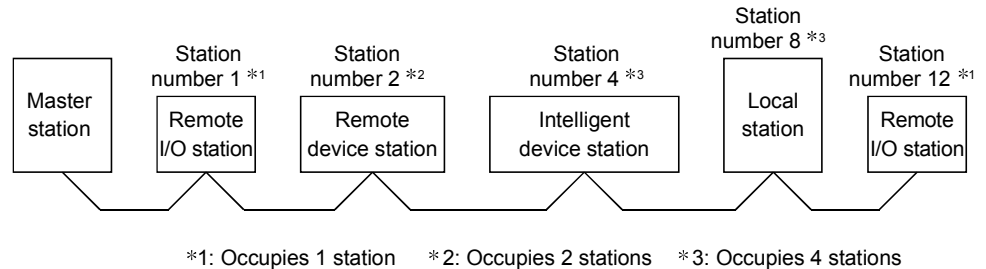 Master
station
Station
number 1 *1
Remote
I/O station
Station
number 2 *2
Remote
device station
Station
number 4 *3
Intelligent
device station
Station
number 8 *3
Local
station
Station
number 12 *1
Remote
I/O station
*1: Occupies 1 station *2: Occupies 2 stations *3: Occupies 4 stations